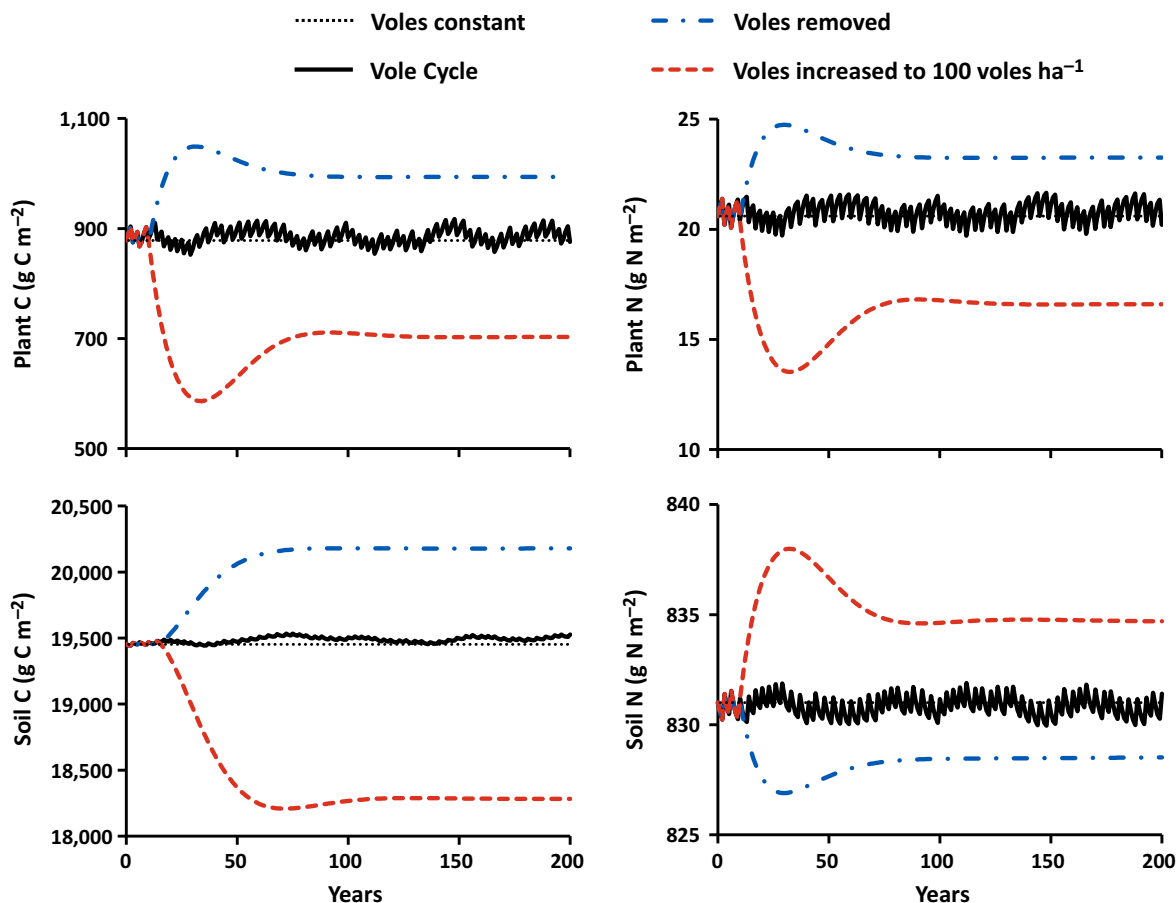 Voles constant
Voles removed
Vole Cycle
Voles increased to 100 voles ha⁻¹
Plant C (g C m⁻²)
1,100
900
700
500
Plant N (g N m⁻²)
25
20
15
10
Soil C (g C m⁻²)
20,500
20,000
19,500
19,000
18,500
18,000
0 50 100 150 200
Years
Soil N (g N m⁻²)
840
835
830
825
0 50 100 150 200
Years